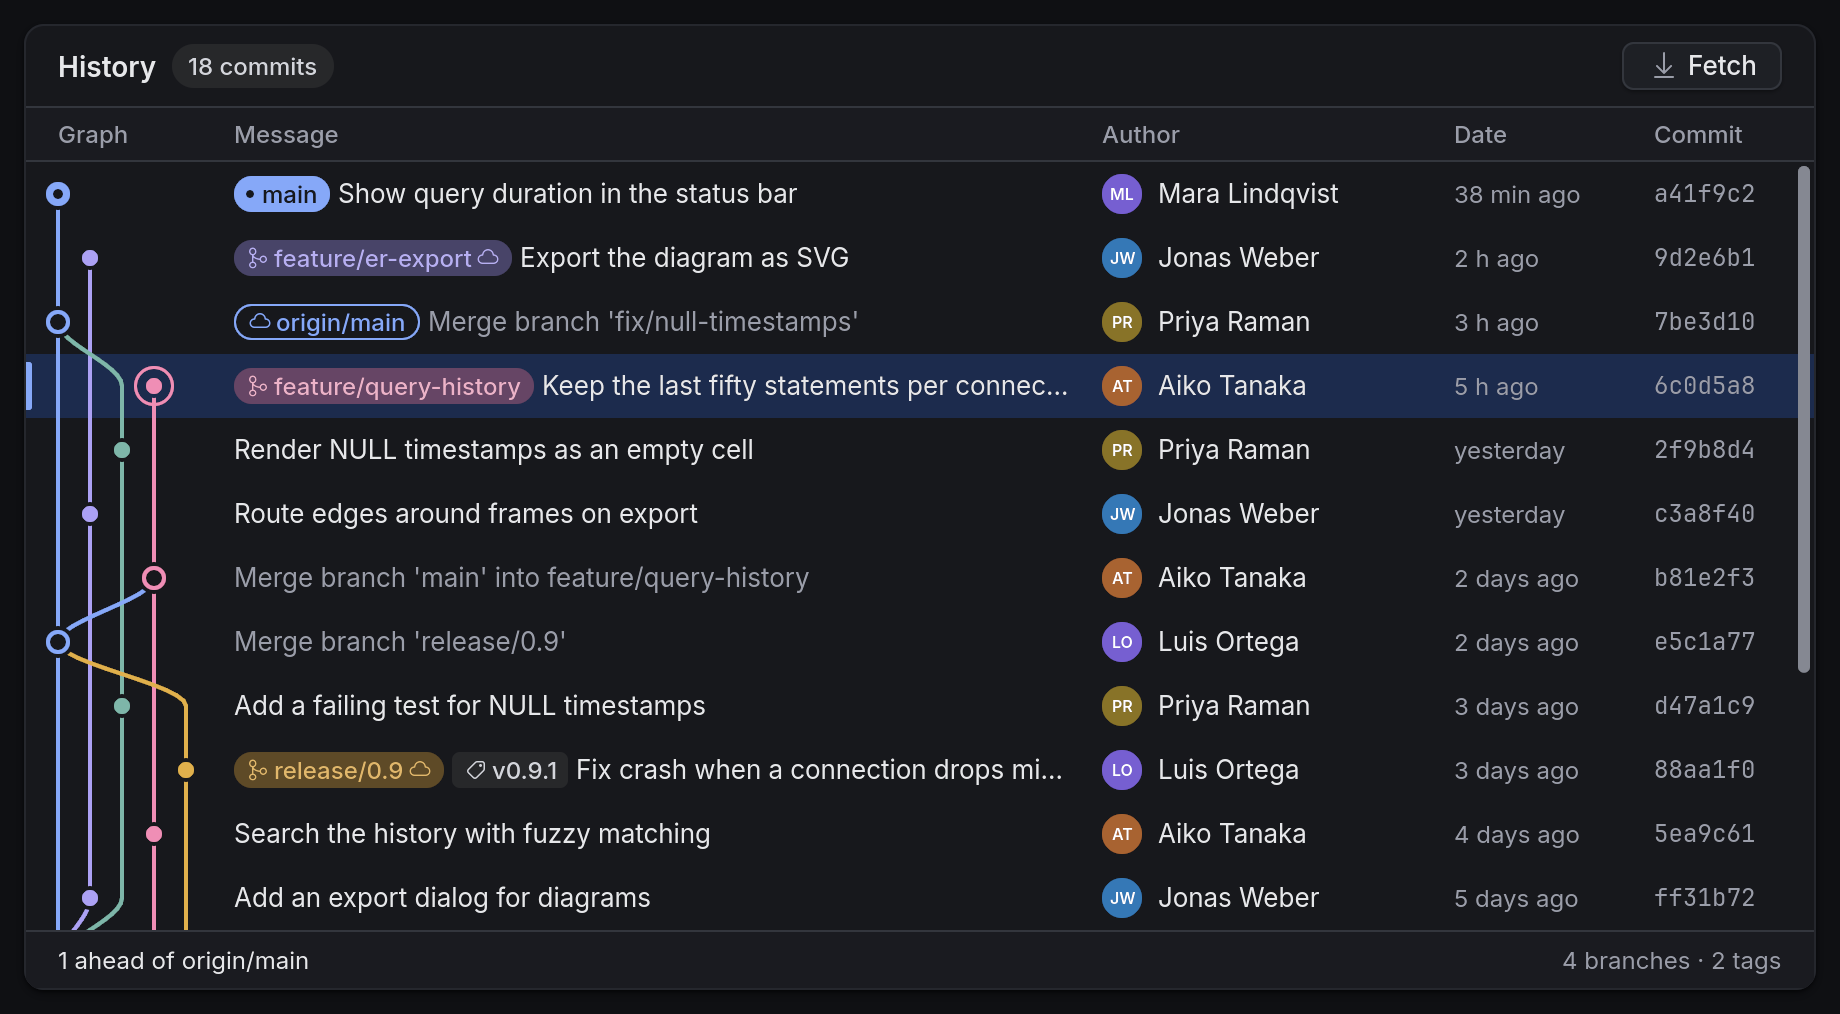 History 18 commits Fetch
Graph Message Author Date Commit
main Show query duration in the status bar ML Mara Lindqvist 38 min ago a41f9c2
feature/er-export Export the diagram as SVG JW Jonas Weber 2 h ago 9d2e6b1
origin/main Merge branch 'fix/null-timestamps' PR Priya Raman 3 h ago 7be3d10
feature/query-history Keep the last fifty statements per connec... AT Aiko Tanaka 5 h ago 6c0d5a8
Render NULL timestamps as an empty cell PR Priya Raman yesterday 2f9b8d4
Route edges around frames on export JW Jonas Weber yesterday c3a8f40
Merge branch 'main' into feature/query-history AT Aiko Tanaka 2 days ago b81e2f3
Merge branch 'release/0.9' LO Luis Ortega 2 days ago e5c1a77
Add a failing test for NULL timestamps PR Priya Raman 3 days ago d47a1c9
release/0.9 v0.9.1 Fix crash when a connection drops mi... LO Luis Ortega 3 days ago 88aa1f0
Search the history with fuzzy matching AT Aiko Tanaka 4 days ago 5ea9c61
Add an export dialog for diagrams JW Jonas Weber 5 days ago ff31b72
1 ahead of origin/main 4 branches · 2 tags